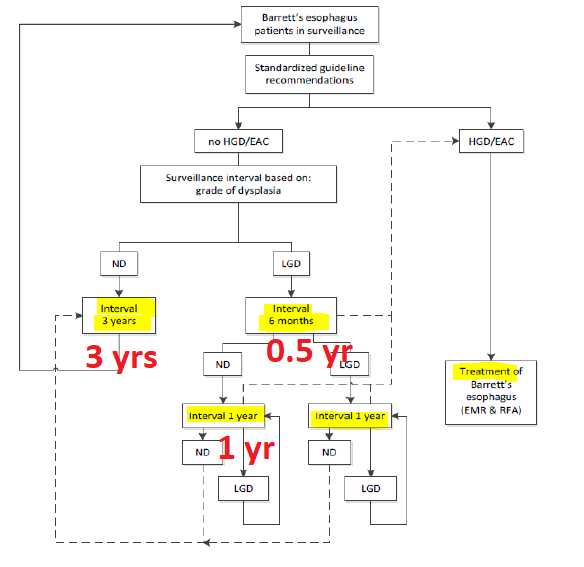 Barrett's esophagus
patients in surveillance
Standardized guideline
recommendations
no HGD/EAC
HGD/EAC
Surveillance interval based on:
grade of dysplasia
ND
LGD
Interval
3 years
Interval
6 months
3 yrs
0.5 yr
ND
LGD
Treatment of
Barrett's
esophagus
(EMR & RFA)
Interval 1 year
Interval 1 year
1 yr
ND
ND
LGD
LGD